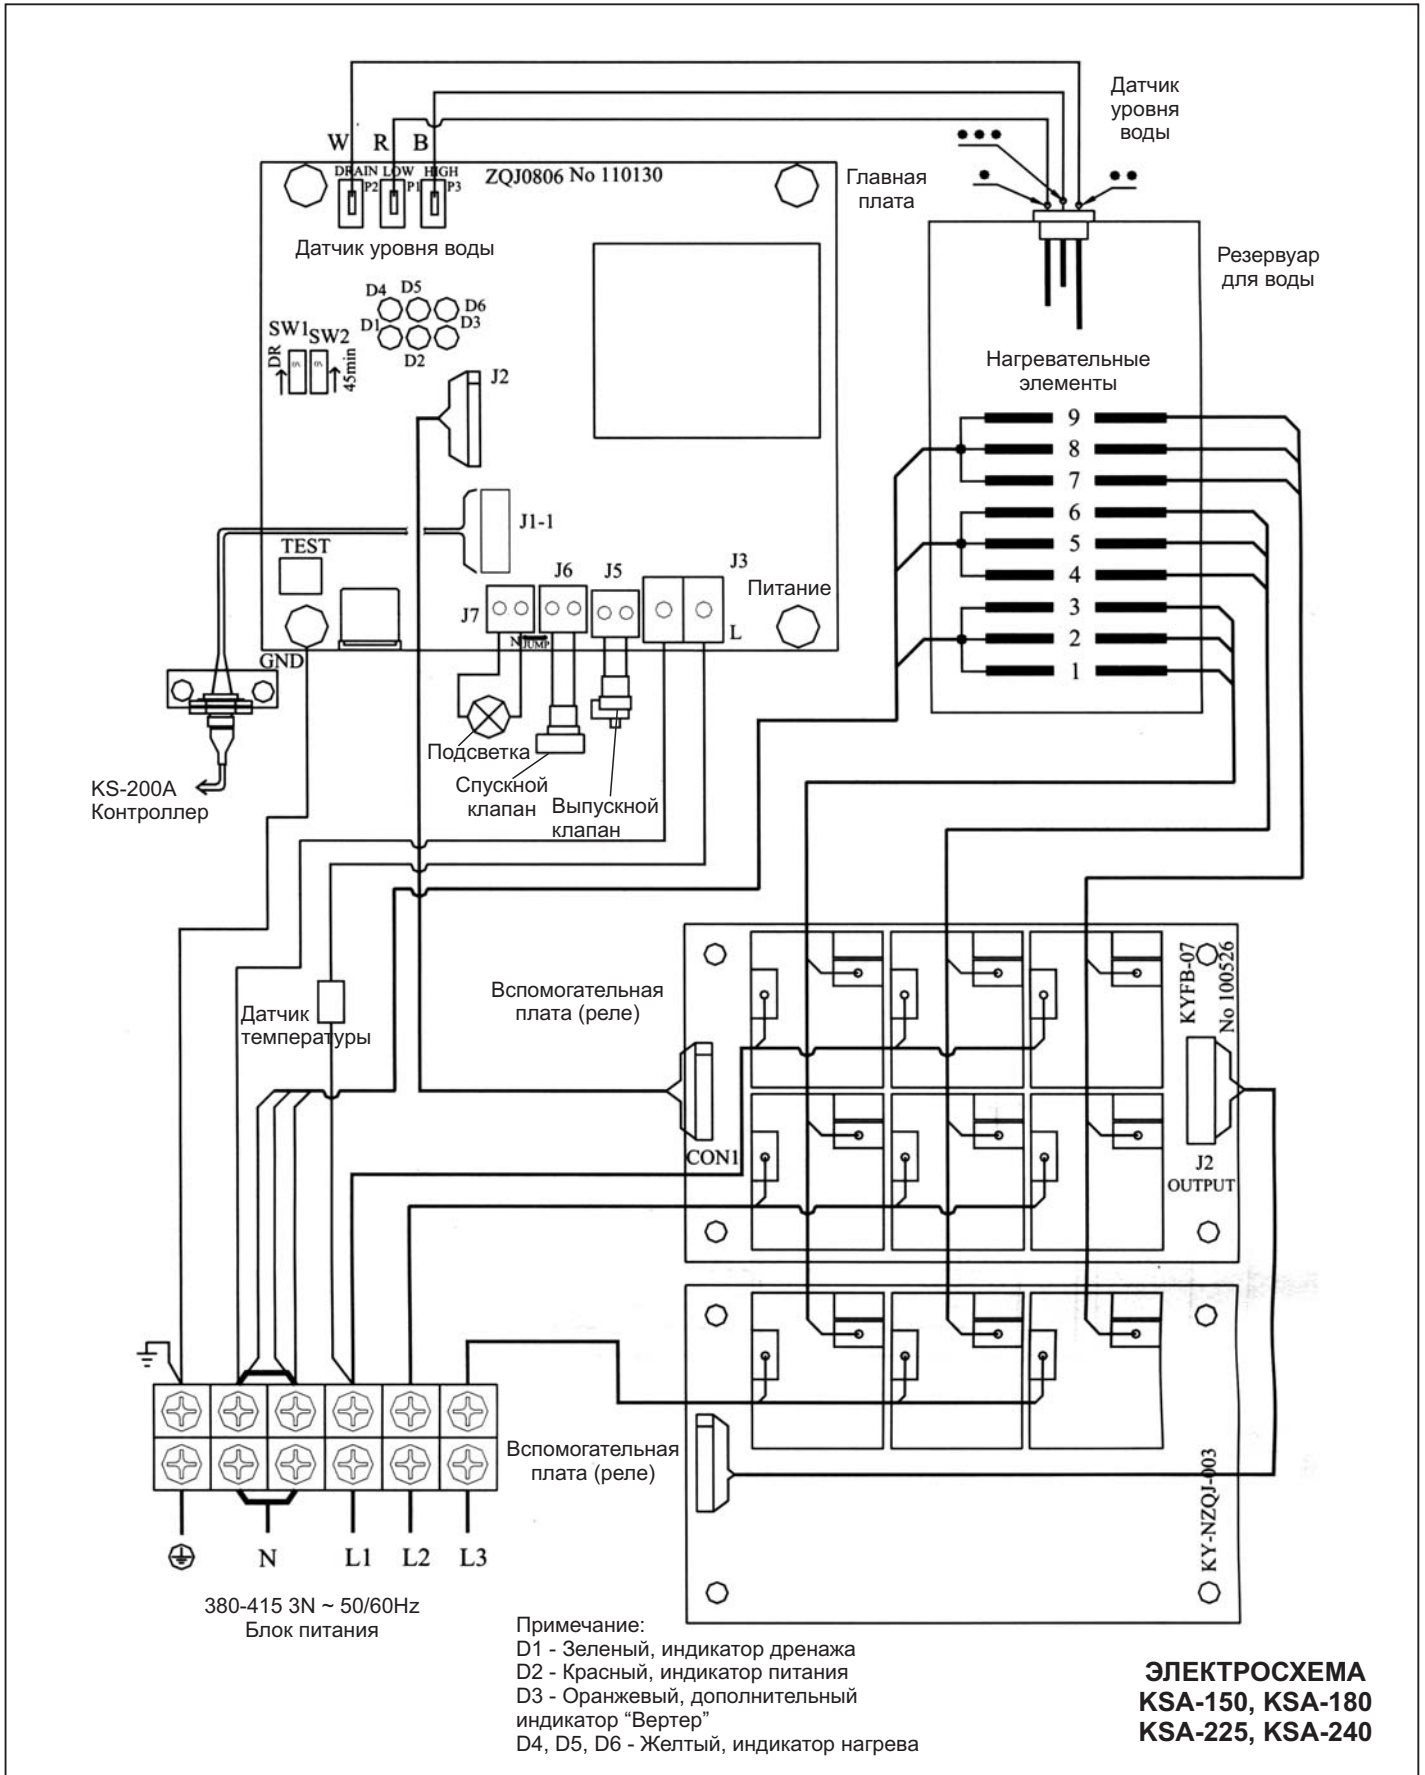 Датчик
уровня
воды
W R B
DRAIN LOW HIGH
P2 P1 P3
ZQJ0806 No 110130
Главная
плата
Датчик уровня воды
Резервуар
для воды
D4 D5 D6
D1 D2 D3
SW1 SW2
DR
45min
J2
Нагревательные
элементы
9
8
7
6
5
4
3
2
1
J1-1
TEST
J6 J5 J3
Питание
J7
L
N JUMP
GND
Подсветка
KS-200A
Контроллер
Спускной
клапан
Выпускной
клапан
Вспомогательная
плата (реле)
KYFB-07
No 100526
Датчик
температуры
CON1
J2
OUTPUT
Вспомогательная
плата (реле)
KY-NZQJ-003
N L1 L2 L3
380-415 3N ~ 50/60Hz
Блок питания
Примечание:
D1 - Зеленый, индикатор дренажа
D2 - Красный, индикатор питания
D3 - Оранжевый, дополнительный
индикатор “Вертер”
D4, D5, D6 - Желтый, индикатор нагрева
ЭЛЕКТРОСХЕМА
KSA-150, KSA-180
KSA-225, KSA-240